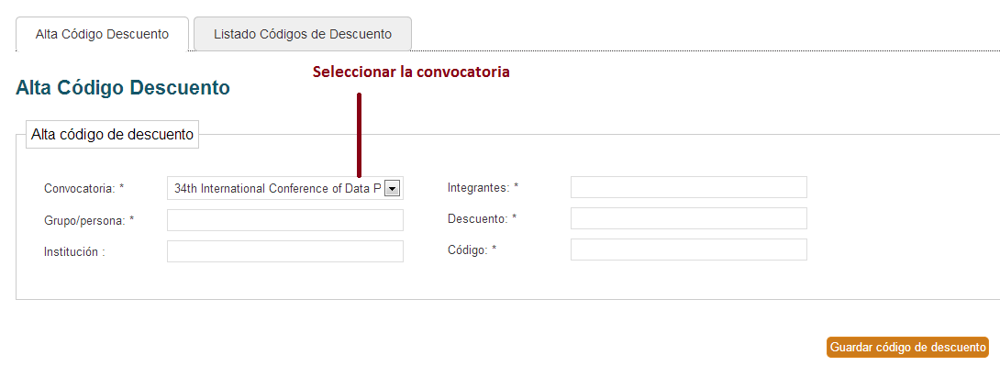 Alta Código Descuento
Listado Códigos de Descuento
Seleccionar la convocatoria
Alta Código Descuento
Alta código de descuento
Convocatoria: * 34th International Conference of Data P
Integrantes: *
Grupo/persona: *
Descuento: *
Institución :
Código: *
Guardar código de descuento